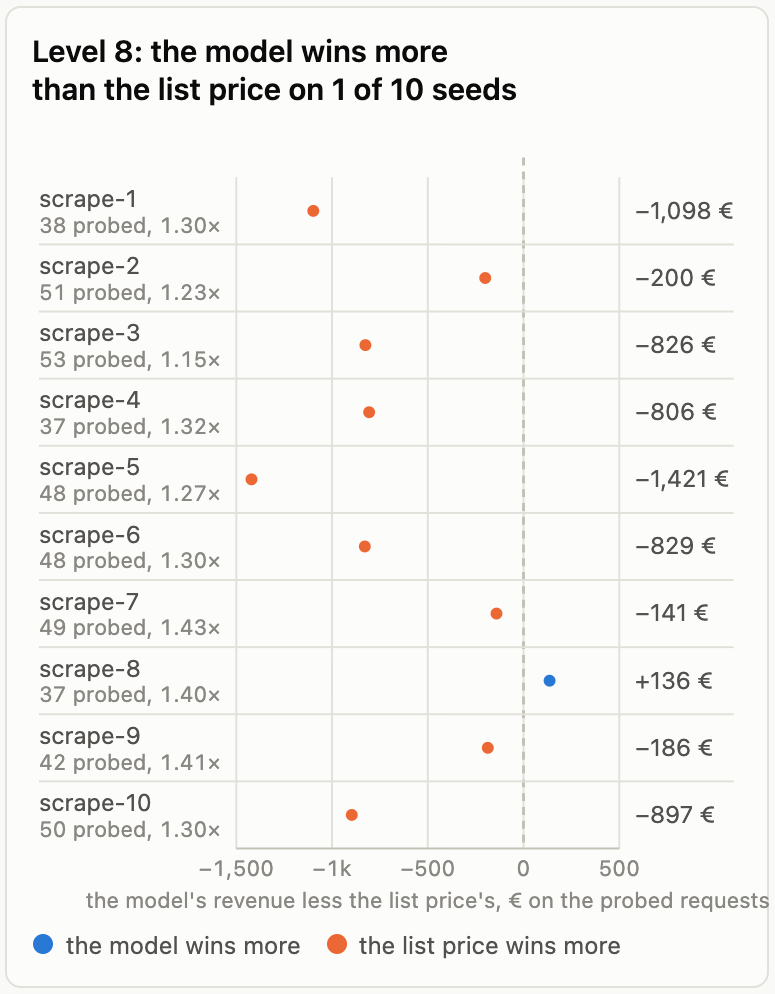 Level 8: the model wins more
than the list price on 1 of 10 seeds
scrape-1
38 probed, 1.30×
−1,098 €
scrape-2
51 probed, 1.23×
−200 €
scrape-3
53 probed, 1.15×
−826 €
scrape-4
37 probed, 1.32×
−806 €
scrape-5
48 probed, 1.27×
−1,421 €
scrape-6
48 probed, 1.30×
−829 €
scrape-7
49 probed, 1.43×
−141 €
scrape-8
37 probed, 1.40×
+136 €
scrape-9
42 probed, 1.41×
−186 €
scrape-10
50 probed, 1.30×
−897 €
−1,500 −1k −500 0 500
the model's revenue less the list price's, € on the probed requests
the model wins more the list price wins more